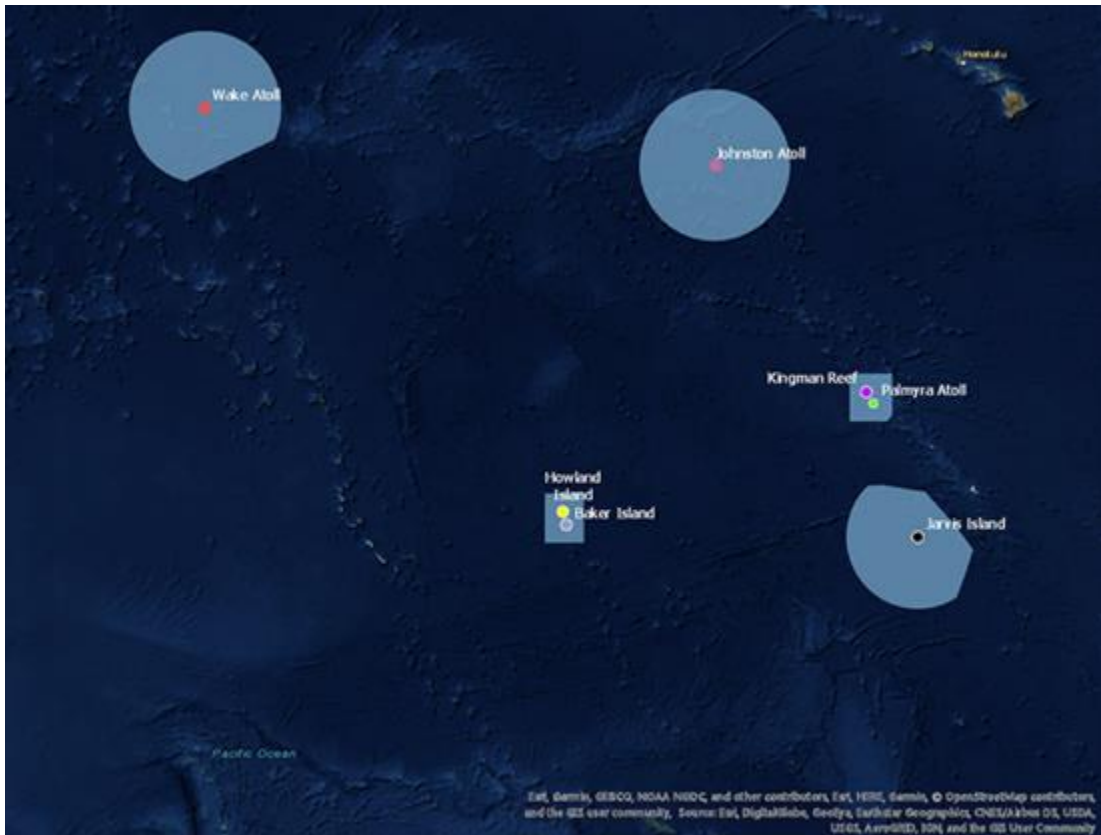 Honolulu
Wake Atoll
Johnston Atoll
Kingman Reef
Palmyra Atoll
Howland
Island
Baker Island
Jarvis Island
Pacific Ocean
Esri, Garmin, GEBCO, NOAA NGDC, and other contributors, Esri, HERE, Garmin, © OpenStreetMap contributors,
and the GIS user community, Source: Esri, DigitalGlobe, GeoEye, Earthstar Geographics, CNES/Airbus DS, USDA,
USGS, AeroGRID, IGN, and the GIS User Community